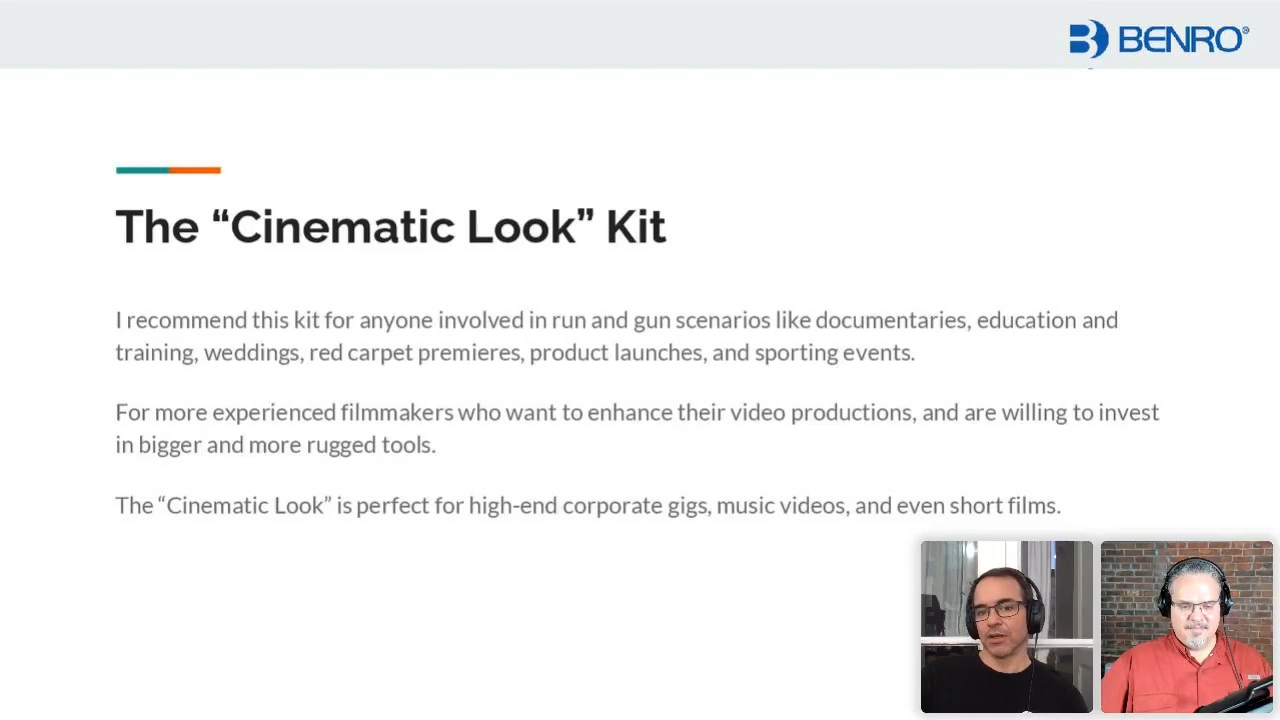 BENRO®
The “Cinematic Look” Kit
I recommend this kit for anyone involved in run and gun scenarios like documentaries, education and
training, weddings, red carpet premieres, product launches, and sporting events.
For more experienced filmmakers who want to enhance their video productions, and are willing to invest
in bigger and more rugged tools.
The “Cinematic Look” is perfect for high-end corporate gigs, music videos, and even short films.